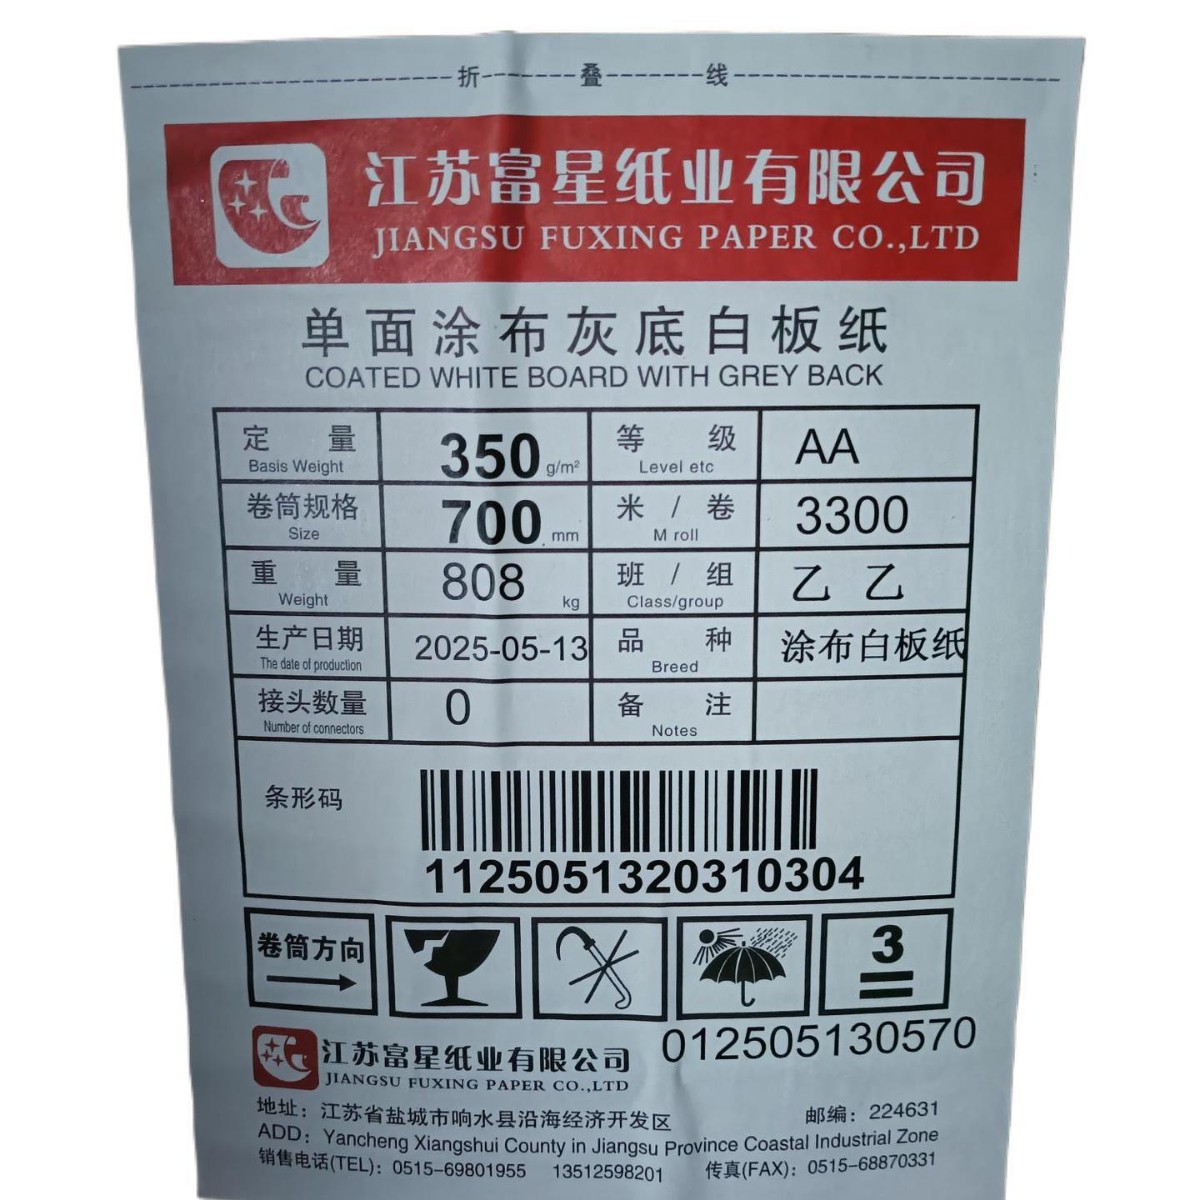 折 叠 线
江苏富星纸业有限公司
JIANGSU FUXING PAPER CO.,LTD
单面涂布灰底白板纸
COATED WHITE BOARD WITH GREY BACK
定 量 350 g/m² 等 级 AA
Basis Weight Level etc
卷筒规格 700 mm 米 / 卷 3300
Size M roll
重 量 808 kg 班 / 组 乙 乙
Weight Class/group
生产日期 2025-05-13 品 种 涂布白板纸
The date of production Breed
接头数量 0 备 注
Number of connectors Notes
条形码
11250513203103​04
卷筒方向
3
012505130570
江苏富星纸业有限公司
JIANGSU FUXING PAPER CO.,LTD
地址：江苏省盐城市响水县沿海经济开发区 邮编：224631
ADD: Yancheng Xiangshui County in Jiangsu Province Coastal Industrial Zone
销售电话(TEL)：0515-69801955 13512598201 传真(FAX)：0515-68870331